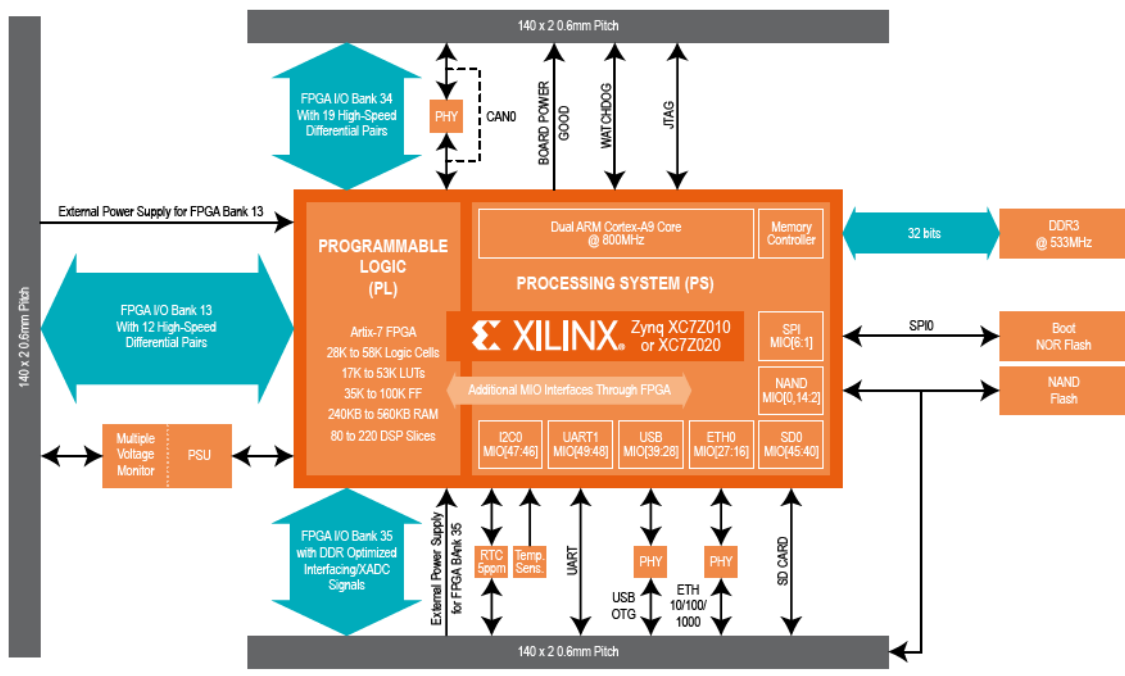 140 x 2 0.6mm Pitch
FPGA I/O Bank 34
With 19 High-Speed
Differential Pairs
PHY
CAN0
BOARD POWER
GOOD
WATCHDOG
JTAG
140 x 2 0.6mm Pitch
External Power Supply for FPGA Bank 13
FPGA I/O Bank 13
With 12 High-Speed
Differential Pairs
Multiple
Voltage
Monitor
PSU
PROGRAMMABLE
LOGIC
(PL)
Artix-7 FPGA
28K to 58K Logic Cells
17K to 53K LUTs
35K to 100K FF
240KB to 560KB RAM
80 to 220 DSP Slices
Dual ARM Cortex-A9 Core
@ 800MHz
Memory
Controller
PROCESSING SYSTEM (PS)
XILINX®
Zynq XC7Z010
or XC7Z020
SPI
MIO[6:1]
Additional MIO Interfaces Through FPGA
NAND
MIO[0,14:2]
I2C0
MIO[47:46]
UART1
MIO[49:48]
USB
MIO[39:28]
ETH0
MIO[27:16]
SD0
MIO[45:40]
32 bits
DDR3
@ 533MHz
SPI0
Boot
NOR Flash
NAND
Flash
FPGA I/O Bank 35
with DDR Optimized
Interfacing/XADC
Signals
External Power Supply
for FPGA BAnk 35
RTC
5ppm
Temp.
Sens.
UART
PHY
USB
OTG
PHY
ETH
10/100/
1000
SD CARD
140 x 2 0.6mm Pitch